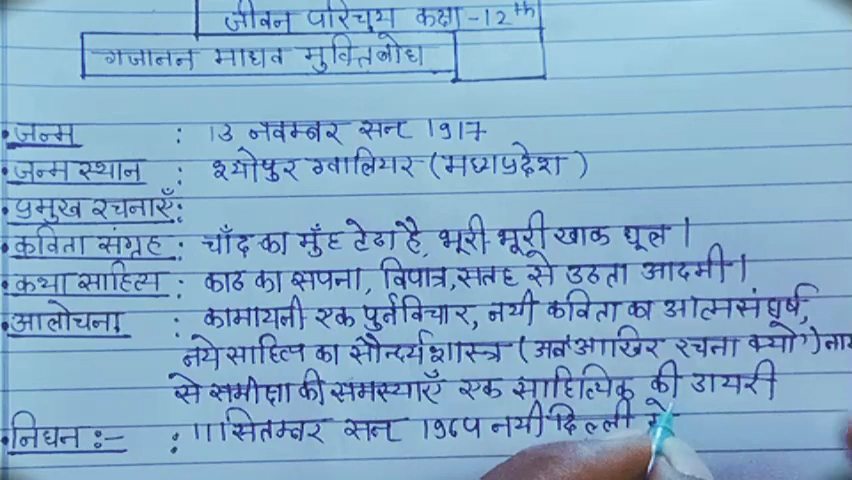 जीवन परिचय कक्षा -12th
गजानन माधव मुक्तिबोध
• जन्म : 13 नवम्बर सन् 1917
• जन्म स्थान : श्योपुर ग्वालियर (मध्यप्रदेश)
• प्रमुख रचनाएँ:
• कविता संग्रह : चाँद का मुँह टेढा है, भूरी-भूरी खाक धूल।
• कथा साहित्य : काठ का सपना, विपात्र, सतह से उठता आदमी।
• आलोचना : कामायनी एक पुर्नविचार, नयी कविता का आत्मसंघर्ष,
नये साहित्य का सौन्दर्यशास्त्र (अब 'आखिर रचना क्यों') नाम
से समीक्षा की समस्याएँ एक साहित्यिक की डायरी
• निधन :- : 11 सितम्बर सन् 1964 नयी दिल्ली